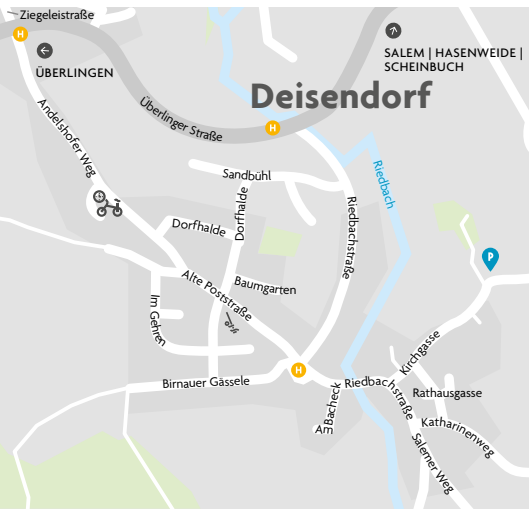 Ziegeleistraße
H
ÜBERLINGEN
SALEM | HASENWEIDE |
SCHEINBUCH
Deisendorf
Überlinger Straße
H
Andelshofer Weg
Sandbühl
Riedbach
Dorfhalde
Dorfhalde
Riedbachstraße
P
Alte Poststraße
Baumgarten
Im Gehren
Kirchgasse
H
Birnauer Gässele
Riedbachstraße
Am Bacheck
Rathausgasse
Katharinenweg
Salemer Weg